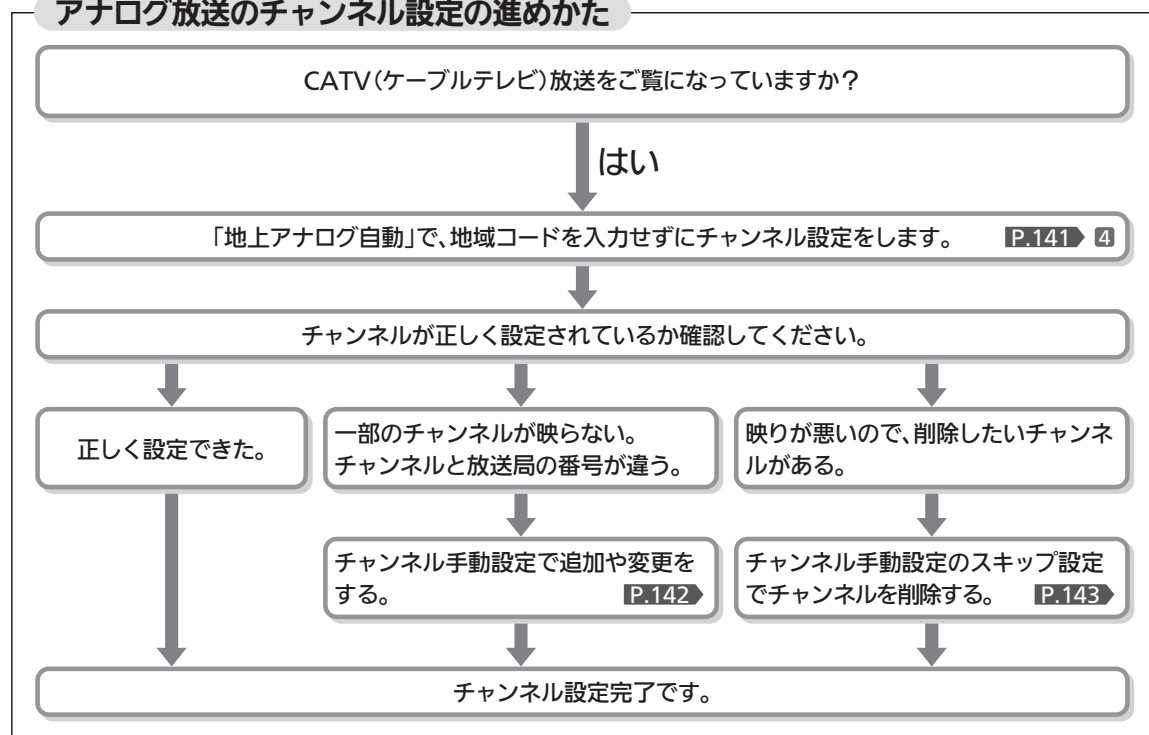 アナログ放送のチャンネル設定の進めかた
CATV(ケーブルテレビ)放送をご覧になっていますか?
はい
「地上アナログ自動」で、地域コードを入力せずにチャンネル設定をします。 P.141 4
チャンネルが正しく設定されているか確認してください。
正しく設定できた。
一部のチャンネルが映らない。
チャンネルと放送局の番号が違う。
映りが悪いので、削除したいチャンネ
ルがある。
チャンネル手動設定で追加や変更を
する。 P.142
チャンネル手動設定のスキップ設定
でチャンネルを削除する。 P.143
チャンネル設定完了です。